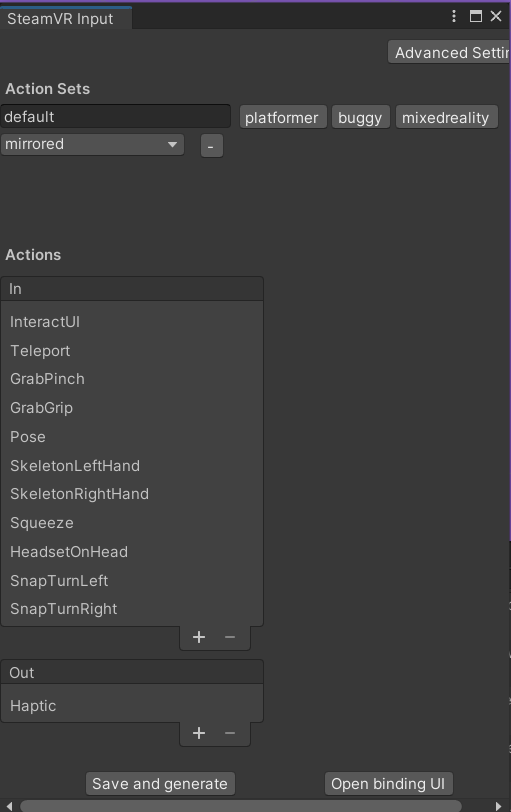 SteamVR Input
Advanced Settin
Action Sets
default platformer buggy mixedreality
mirrored -
Actions
In
InteractUI
Teleport
GrabPinch
GrabGrip
Pose
SkeletonLeftHand
SkeletonRightHand
Squeeze
HeadsetOnHead
SnapTurnLeft
SnapTurnRight
+ −
Out
Haptic
+ −
Save and generate Open binding UI